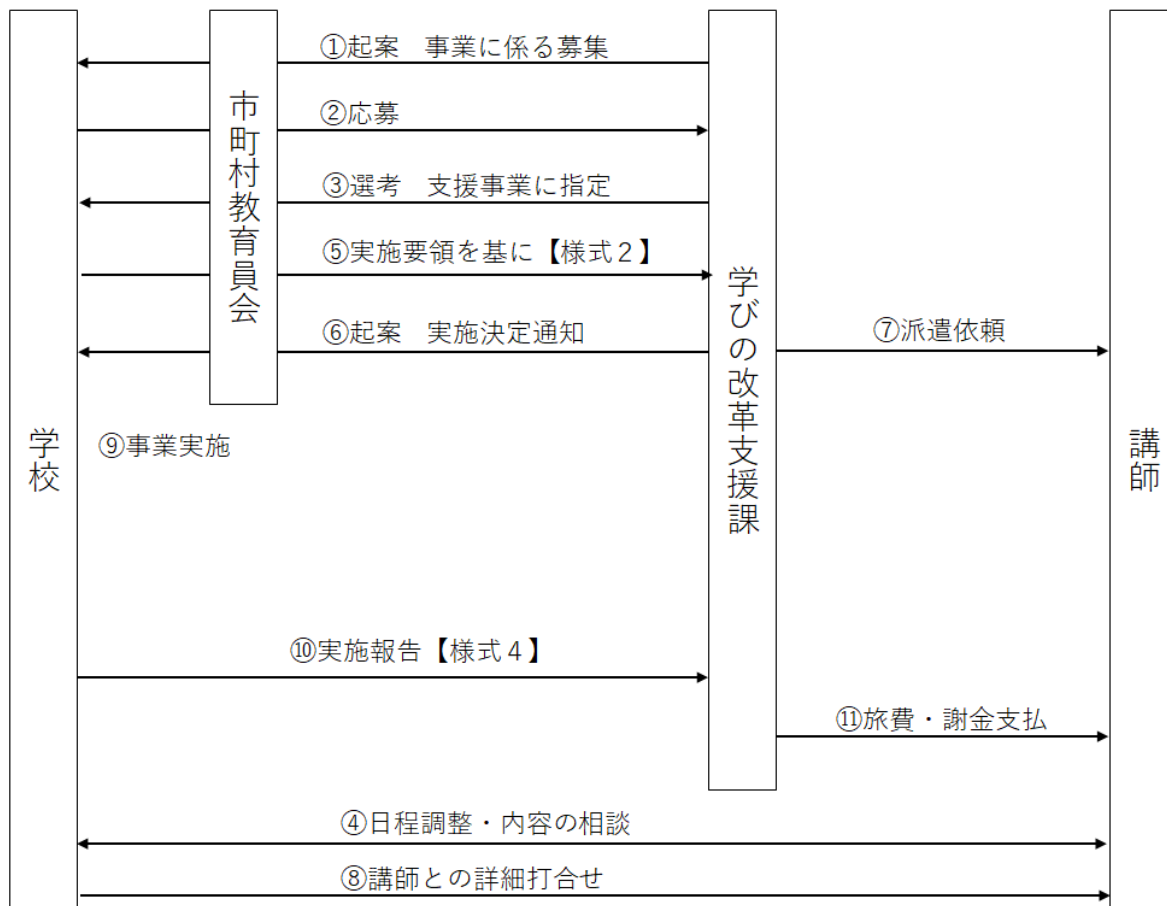 ①起案　事業に係る募集
②応募
③選考　支援事業に指定
⑤実施要領を基に【様式２】
⑥起案　実施決定通知
⑦派遣依頼
市町村教育員会
学びの改革支援課
学校
講師
⑨事業実施
⑩実施報告【様式４】
⑪旅費・謝金支払
④日程調整・内容の相談
⑧講師との詳細打合せ